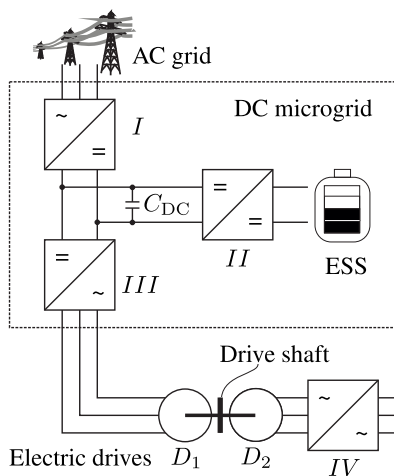 AC grid
DC microgrid
~
I
=
=
C_DC
=
II
ESS
=
III
~
Drive shaft
~
~
Electric drives
D_1
D_2
IV